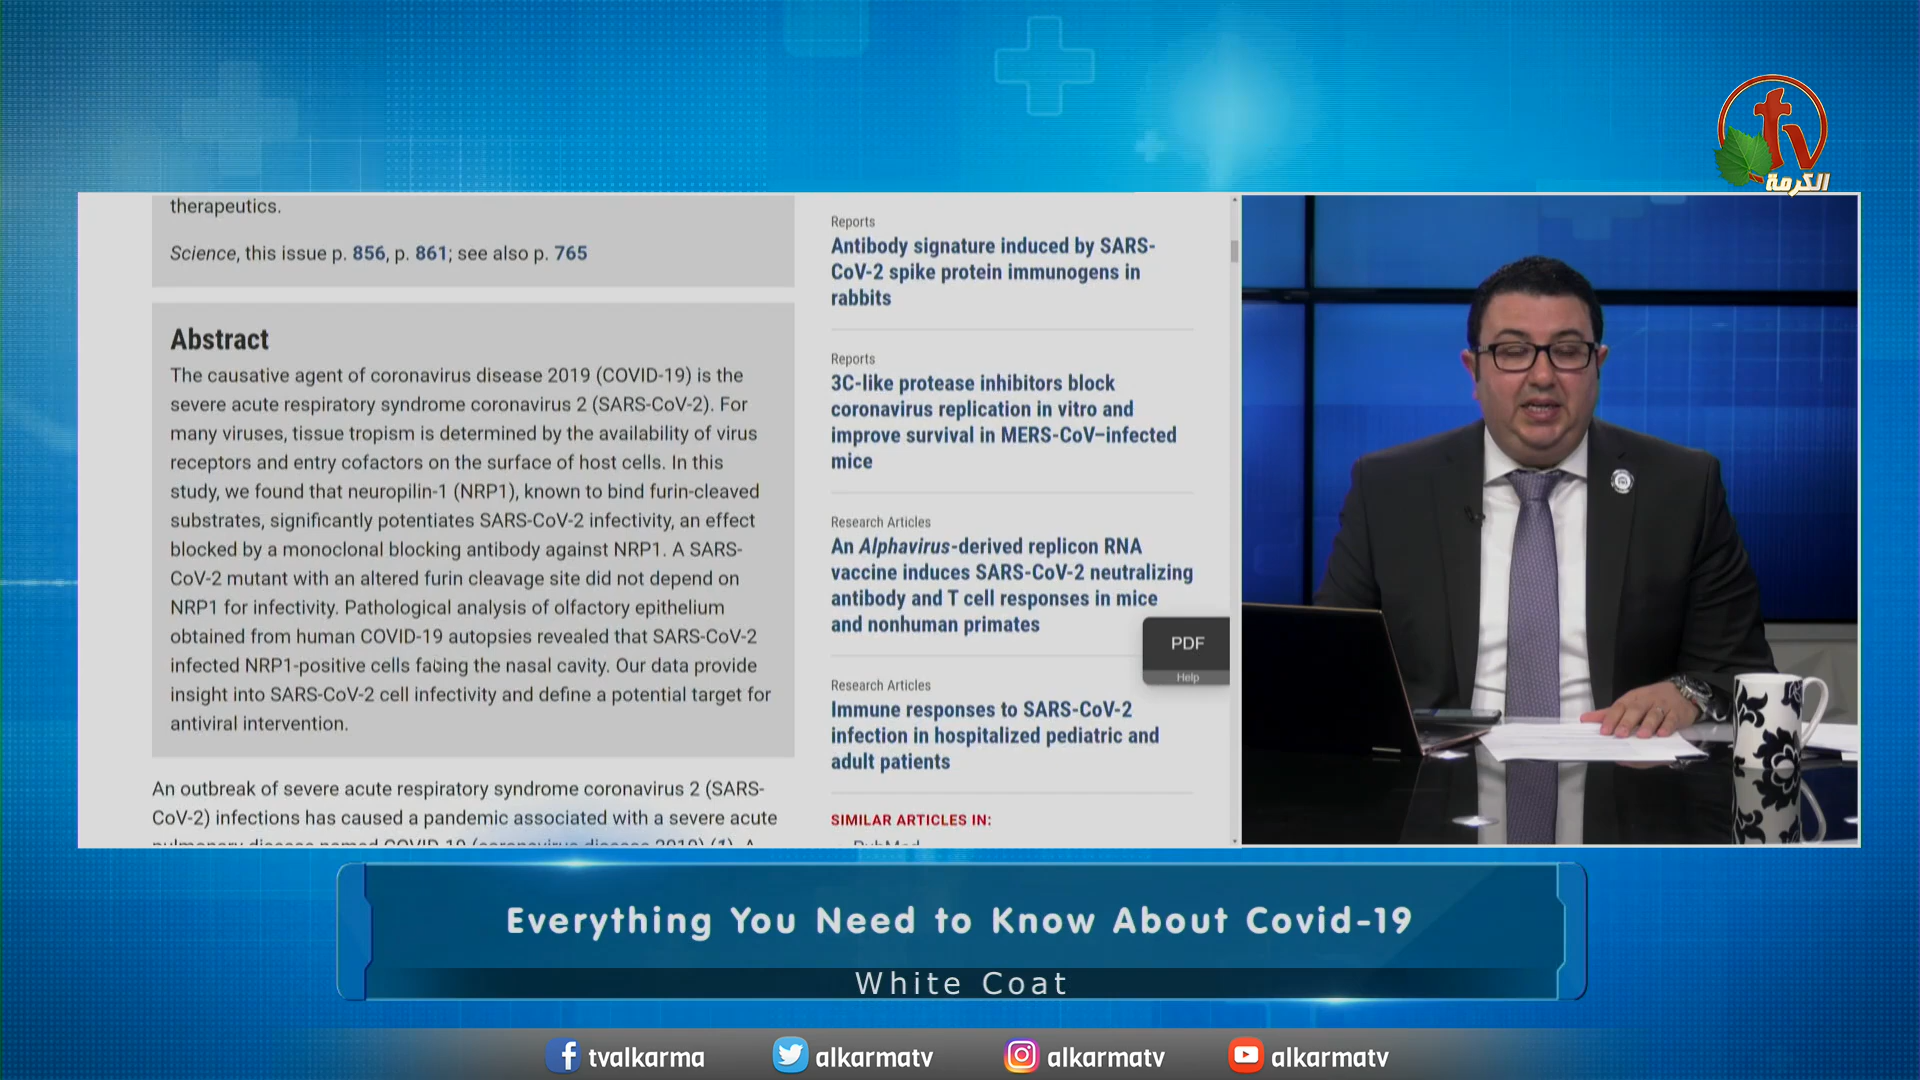 tv
الكرمة
therapeutics.
Science, this issue p. 856, p. 861; see also p. 765
Abstract
The causative agent of coronavirus disease 2019 (COVID-19) is the
severe acute respiratory syndrome coronavirus 2 (SARS-CoV-2). For
many viruses, tissue tropism is determined by the availability of virus
receptors and entry cofactors on the surface of host cells. In this
study, we found that neuropilin-1 (NRP1), known to bind furin-cleaved
substrates, significantly potentiates SARS-CoV-2 infectivity, an effect
blocked by a monoclonal blocking antibody against NRP1. A SARS-
CoV-2 mutant with an altered furin cleavage site did not depend on
NRP1 for infectivity. Pathological analysis of olfactory epithelium
obtained from human COVID-19 autopsies revealed that SARS-CoV-2
infected NRP1-positive cells facing the nasal cavity. Our data provide
insight into SARS-CoV-2 cell infectivity and define a potential target for
antiviral intervention.
An outbreak of severe acute respiratory syndrome coronavirus 2 (SARS-
CoV-2) infections has caused a pandemic associated with a severe acute
pulmonary disease named COVID-19 (coronavirus disease 2019) (1). A
Reports
Antibody signature induced by SARS-
CoV-2 spike protein immunogens in
rabbits
Reports
3C-like protease inhibitors block
coronavirus replication in vitro and
improve survival in MERS-CoV–infected
mice
Research Articles
An Alphavirus-derived replicon RNA
vaccine induces SARS-CoV-2 neutralizing
antibody and T cell responses in mice
and nonhuman primates
Research Articles
Immune responses to SARS-CoV-2
infection in hospitalized pediatric and
adult patients
SIMILAR ARTICLES IN:
PubMed
PDF
Help
Everything You Need to Know About Covid-19
White Coat
tvalkarma
alkarmatv
alkarmatv
alkarmatv